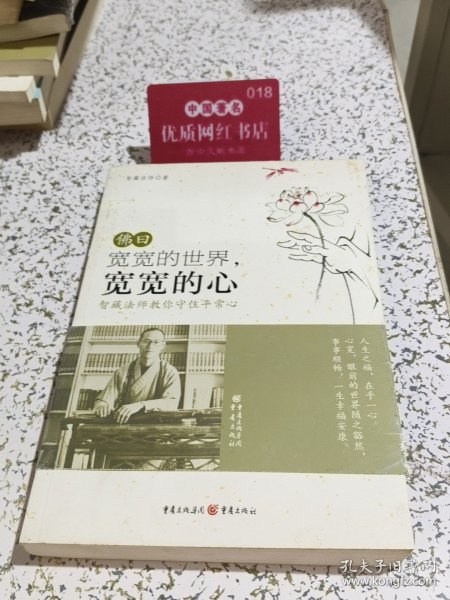 018
中国著名
优质网红书店
智藏法师◎著
佛曰
宽宽的世界，
宽宽的心
智藏法师教你守住平常心
人生之福，在乎一心。
心宽，眼前的世界随之豁然，
事事顺畅，一生幸福安康。
重庆出版集团
重庆出版社
重庆出版集团 重庆出版社
孔夫子旧书网
www.kongfz.com